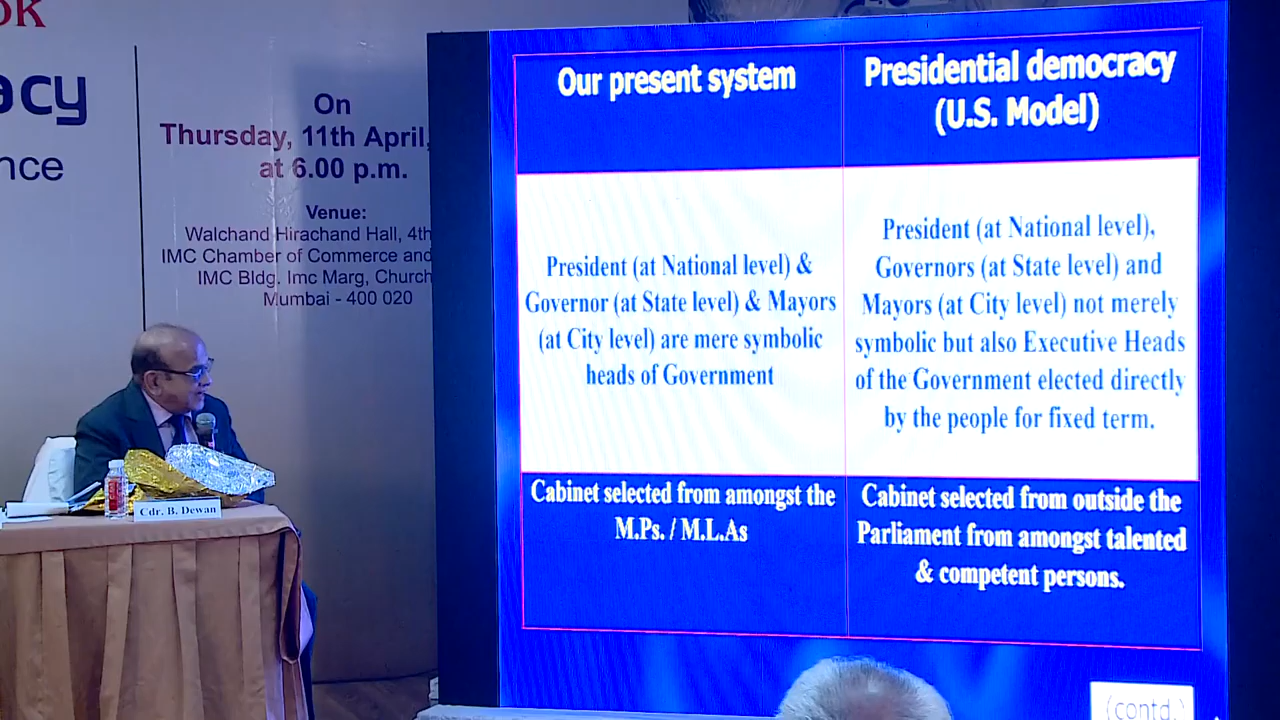 On
Thursday, 11th April,
at 6.00 p.m.
Venue:
Walchand Hirachand Hall, 4th
IMC Chamber of Commerce and
IMC Bldg. Imc Marg, Church
Mumbai - 400 020
Cdr. B. Dewan
Our present system
President (at National level) &
Governor (at State level) & Mayors
(at City level) are mere symbolic
heads of Government
Cabinet selected from amongst the
M.Ps. / M.L.As
Presidential democracy
(U.S. Model)
President (at National level),
Governors (at State level) and
Mayors (at City level) not merely
symbolic but also Executive Heads
of the Government elected directly
by the people for fixed term.
Cabinet selected from outside the
Parliament from amongst talented
& competent persons.
(contd.)